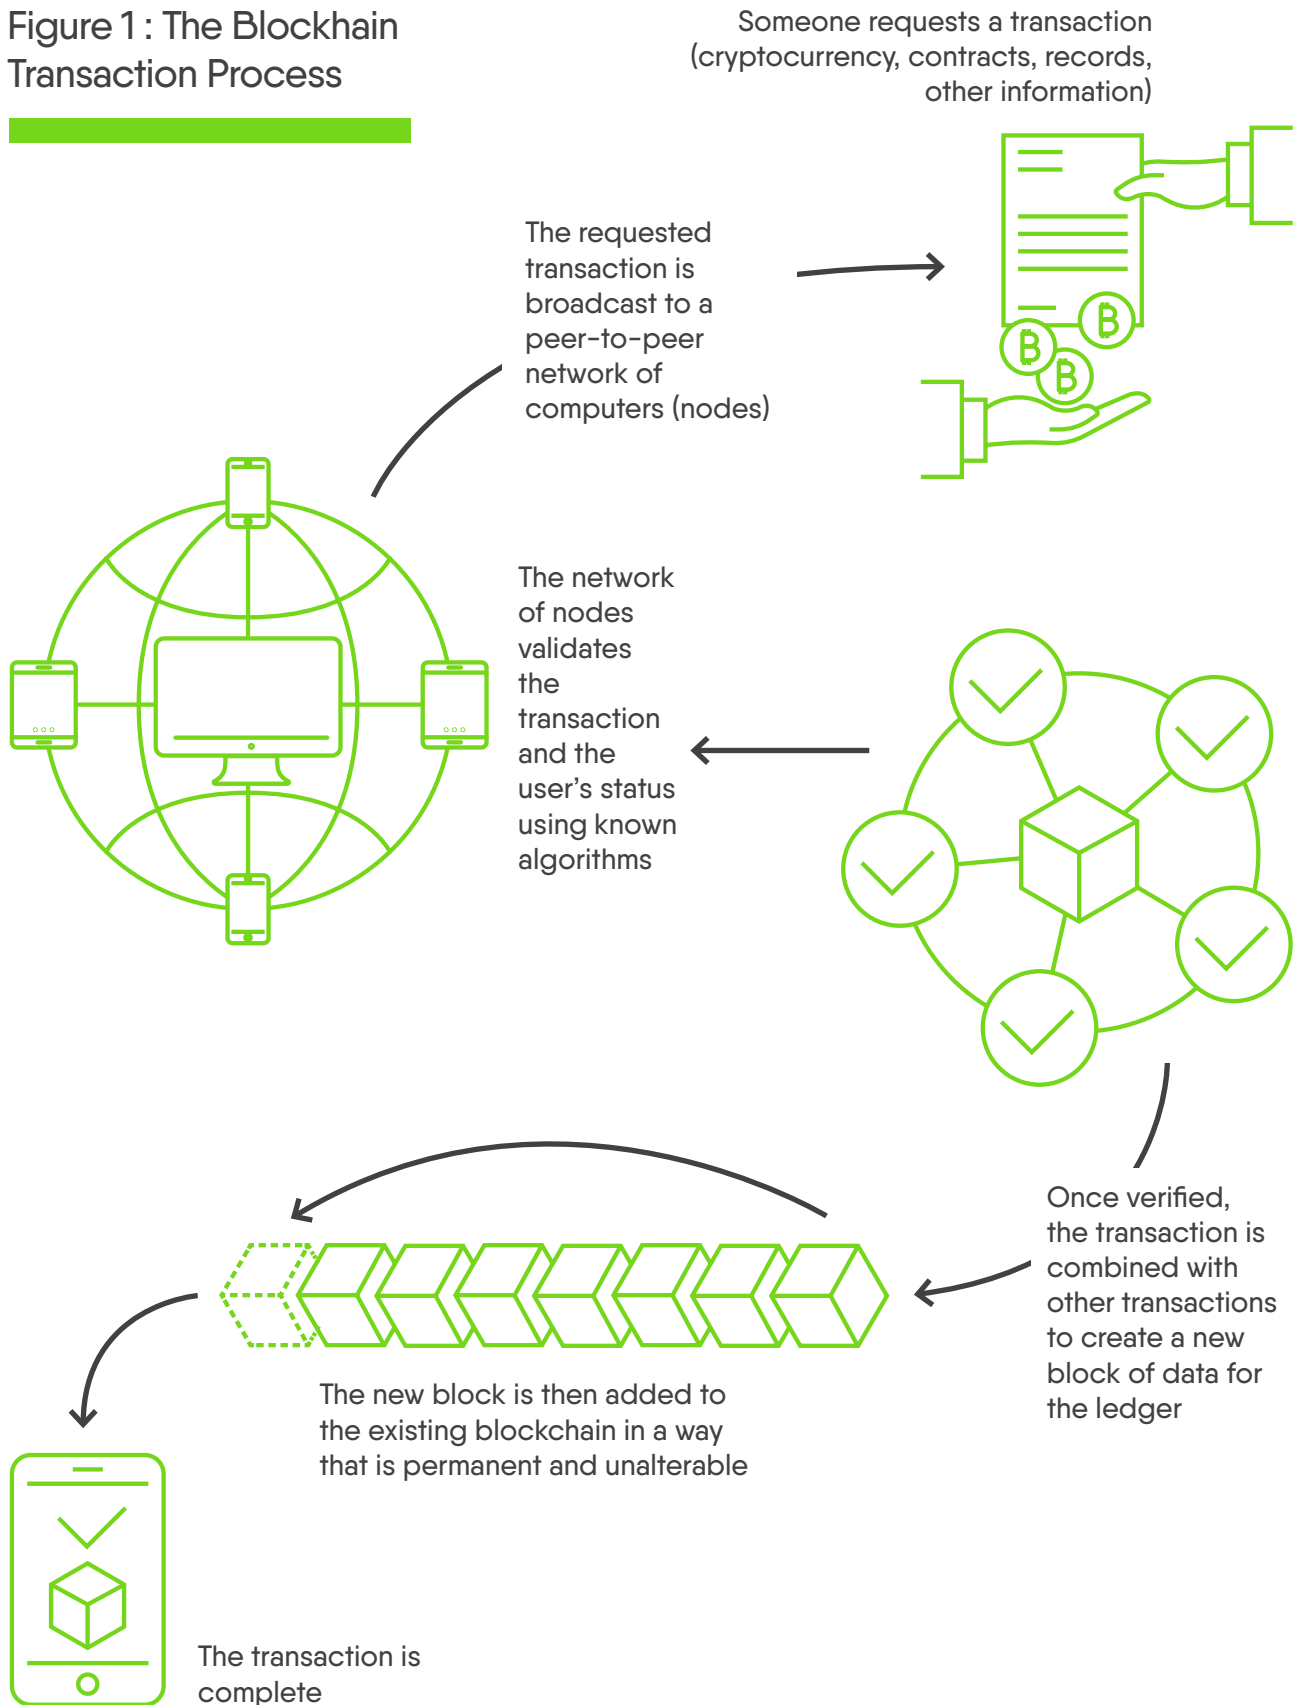 Figure 1 : The Blockhain
Transaction Process
Someone requests a transaction
(cryptocurrency, contracts, records,
other information)
The requested
transaction is
broadcast to a
peer-to-peer
network of
computers (nodes)
The network
of nodes
validates
the
transaction
and the
user’s status
using known
algorithms
Once verified,
the transaction is
combined with
other transactions
to create a new
block of data for
the ledger
The new block is then added to
the existing blockchain in a way
that is permanent and unalterable
The transaction is
complete